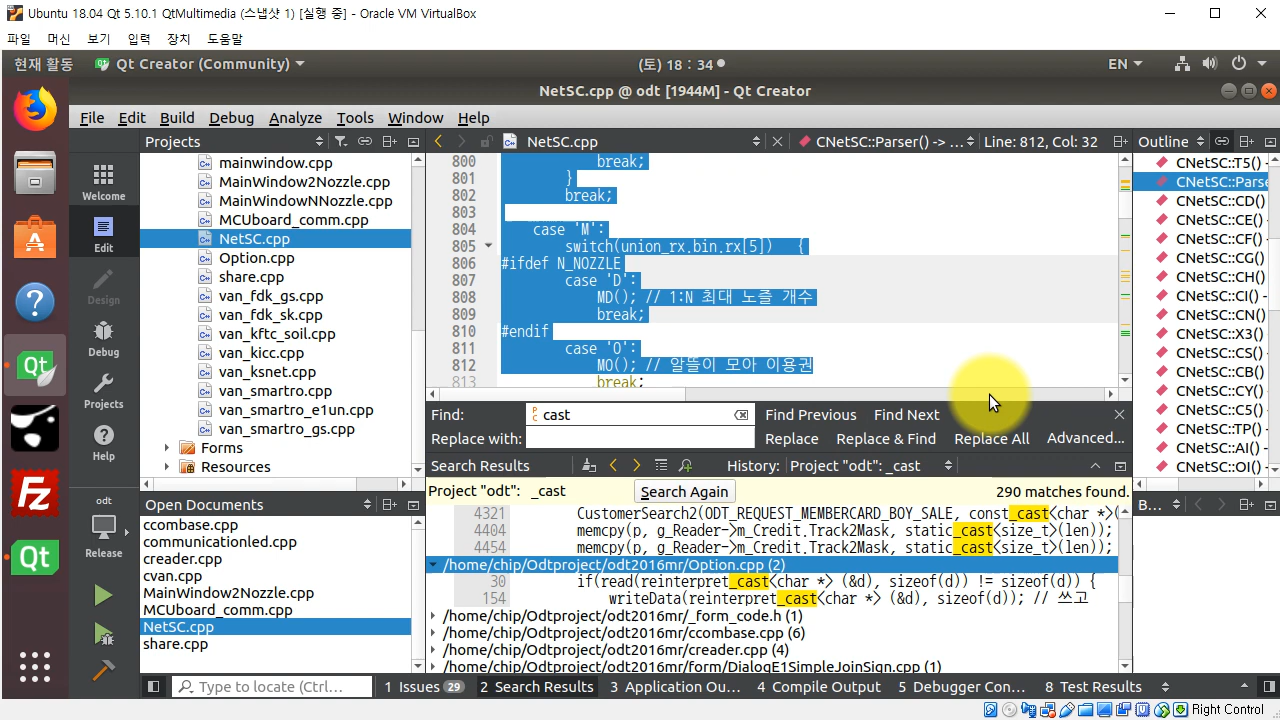 Ubuntu 18.04 Qt 5.10.1 QtMultimedia (스냅샷 1) [실행 중] - Oracle VM VirtualBox
파일 머신 보기 입력 장치 도움말
현재 활동 Qt Creator (Community) (토) 18 : 34 EN
NetSC.cpp @ odt [1944M] - Qt Creator
File Edit Build Debug Analyze Tools Window Help
Projects NetSC.cpp CNetSC::Parser() -> ... Line: 812, Col: 32 Outline
Welcome
Edit
Design
Debug
Projects
Help
odt
Release
mainwindow.cpp
MainWindow2Nozzle.cpp
MainWindowNNozzle.cpp
MCUboard_comm.cpp
NetSC.cpp
Option.cpp
share.cpp
van_fdk_gs.cpp
van_fdk_sk.cpp
van_kftc_soil.cpp
van_kicc.cpp
van_ksnet.cpp
van_smartro.cpp
van_smartro_e1un.cpp
van_smartro_gs.cpp
Forms
Resources
Open Documents
ccombase.cpp
communicationled.cpp
creader.cpp
cvan.cpp
MainWindow2Nozzle.cpp
MCUboard_comm.cpp
NetSC.cpp
share.cpp
800 break;
801 }
802 break;
803
804 case 'M':
805 switch(union_rx.bin.rx[5]) {
806 #ifdef N_NOZZLE
807 case 'D':
808 MD(); // 1:N 최대 노즐 개수
809 break;
810 #endif
811 case 'O':
812 MO(); // 알뜰이 모아 이용권
813 break;
CNetSC::T5()
CNetSC::Parse
CNetSC::CD()
CNetSC::CE()
CNetSC::CF()
CNetSC::CG()
CNetSC::CH()
CNetSC::CI() -
CNetSC::CN()
CNetSC::X3()
CNetSC::CS()
CNetSC::CB()
CNetSC::CY()
CNetSC::C5()
CNetSC::TP()
CNetSC::AI()
CNetSC::OI()
B...
Find: cast Find Previous Find Next
Replace with: Replace Replace & Find Replace All Advanced...
Search Results History: Project "odt": _cast
Project "odt": _cast Search Again 290 matches found.
4321 CustomerSearch2(ODT_REQUEST_MEMBERCARD_BOY_SALE, const_cast<char *>(
4404 memcpy(p, g_Reader->m_Credit.Track2Mask, static_cast<size_t>(len));
4454 memcpy(p, g_Reader->m_Credit.Track2Mask, static_cast<size_t>(len));
/home/chip/Odtproject/odt2016mr/Option.cpp (2)
30 if(read(reinterpret_cast<char *> (&d), sizeof(d)) != sizeof(d)) {
154 writeData(reinterpret_cast<char *> (&d), sizeof(d)); // 쓰고
/home/chip/Odtproject/odt2016mr/_form_code.h (1)
/home/chip/Odtproject/odt2016mr/ccombase.cpp (6)
/home/chip/Odtproject/odt2016mr/creader.cpp (4)
/home/chip/Odtproject/odt2016mr/form/DialogE1SimpleJoinSign.cpp (1)
Type to locate (Ctrl... 1 Issues 29 2 Search Results 3 Application Ou... 4 Compile Output 5 Debugger Con... 8 Test Results
Right Control